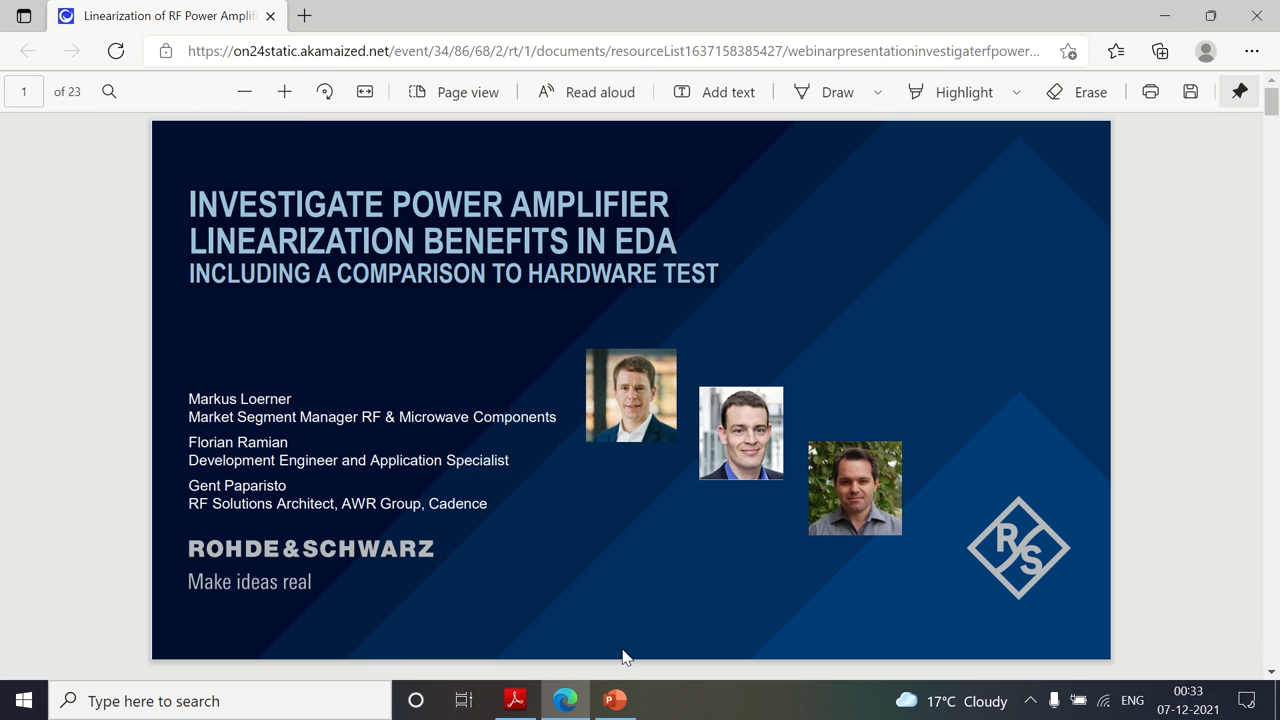 Linearization of RF Power Amplif
https://on24static.akamaized.net/event/34/86/68/2/rt/1/documents/resourceList1637158385427/webinarpresentationinvestigaterfpower...
1 of 23
Page view
Read aloud
Add text
Draw
Highlight
Erase
INVESTIGATE POWER AMPLIFIER
LINEARIZATION BENEFITS IN EDA
INCLUDING A COMPARISON TO HARDWARE TEST
Markus Loerner
Market Segment Manager RF & Microwave Components
Florian Ramian
Development Engineer and Application Specialist
Gent Paparisto
RF Solutions Architect, AWR Group, Cadence
ROHDE&SCHWARZ
Make ideas real
R S
Type here to search
17°C Cloudy
ENG
00:33
07-12-2021